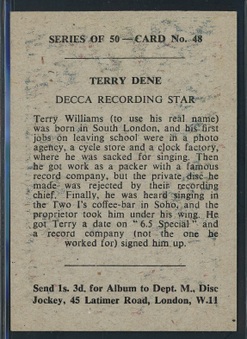 SERIES OF 50 — CARD No. 48
TERRY DENE
DECCA RECORDING STAR
Terry Williams (to use his real name)
was born in South London, and his first
jobs on leaving school were in a photo
agency, a cycle store and a clock factory,
where he was sacked for singing. Then
he got work as a packer with a famous
record company, but the private disc he
made was rejected by their recording
chief. Finally, he was heard singing in
the Two I's coffee-bar in Soho, and the
proprietor took him under his wing. He
got Terry a date on "6.5 Special" and
a record company (not the one he
worked for) signed him up.
Send 1s. 3d. for Album to Dept. M., Disc
Jockey, 45 Latimer Road, London, W.11